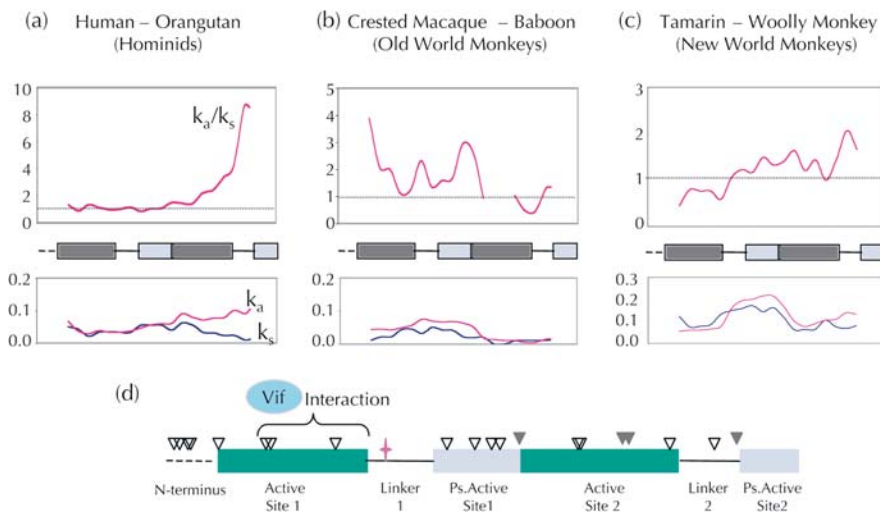 (a) Human – Orangutan
(Hominids)
(b) Crested Macaque – Baboon
(Old World Monkeys)
(c) Tamarin – Woolly Monkey
(New World Monkeys)
10
8
6
4
2
0
ka/ks
5
4
3
2
1
0
3
2
1
0
0.2
0.1
0.0
ka
ks
0.2
0.1
0.0
0.3
0.2
0.1
0.0
(d)
Vif Interaction
N-terminus
Active
Site 1
Linker
1
Ps.Active
Site1
Active
Site 2
Linker
2
Ps.Active
Site2